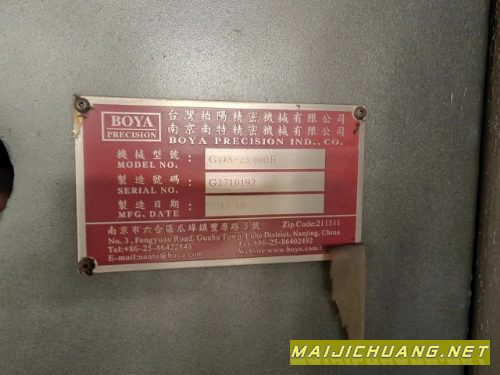 BOYA
PRECISION
台灣柏陽精密機械有限公司
南京南特精密機械有限公司
BOYA PRECISION IND., CO.
機械型號:
MODEL NO.
GDS-25/600B
製造號碼:
SERIAL NO.
G1710192
製造日期:
MFG. DATE
南京市六合區瓜埠鎮豐原路3號 Zip Code:211511
No. 3, Fengyuan Road, Guabu Town, Luhe District, Nanjing, China
Tel:+86-25-86422848 Fax:+86-25-86402492
E-mail:nante@boya.com Website:www.boya.com
MAIJICHUANG.NET